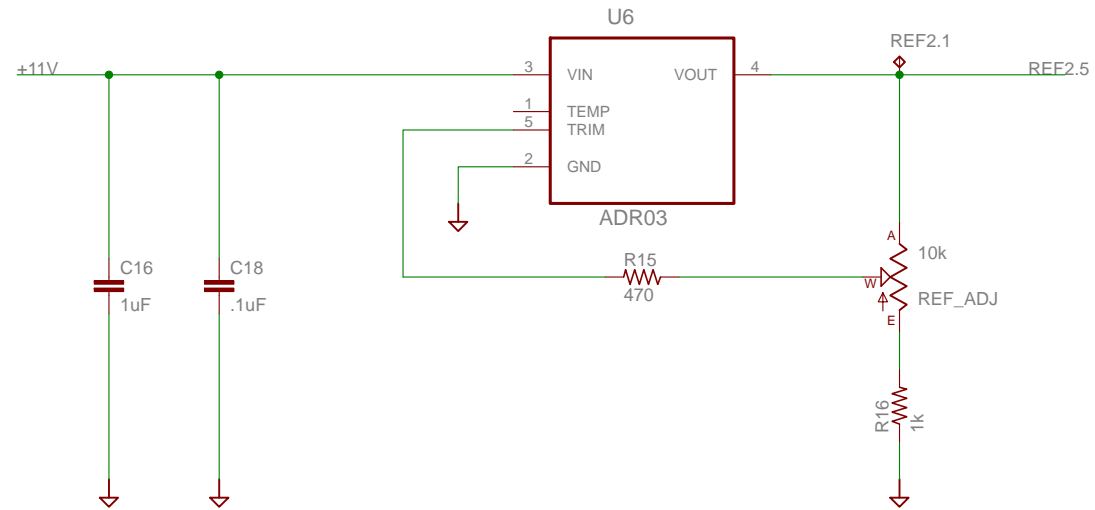 U6
+11V
3
VIN
VOUT
4
REF2.1
REF2.5
1
TEMP
5
TRIM
2
GND
ADR03
A
10k
R15
470
W
REF_ADJ
E
C16
1uF
C18
.1uF
R16
1k